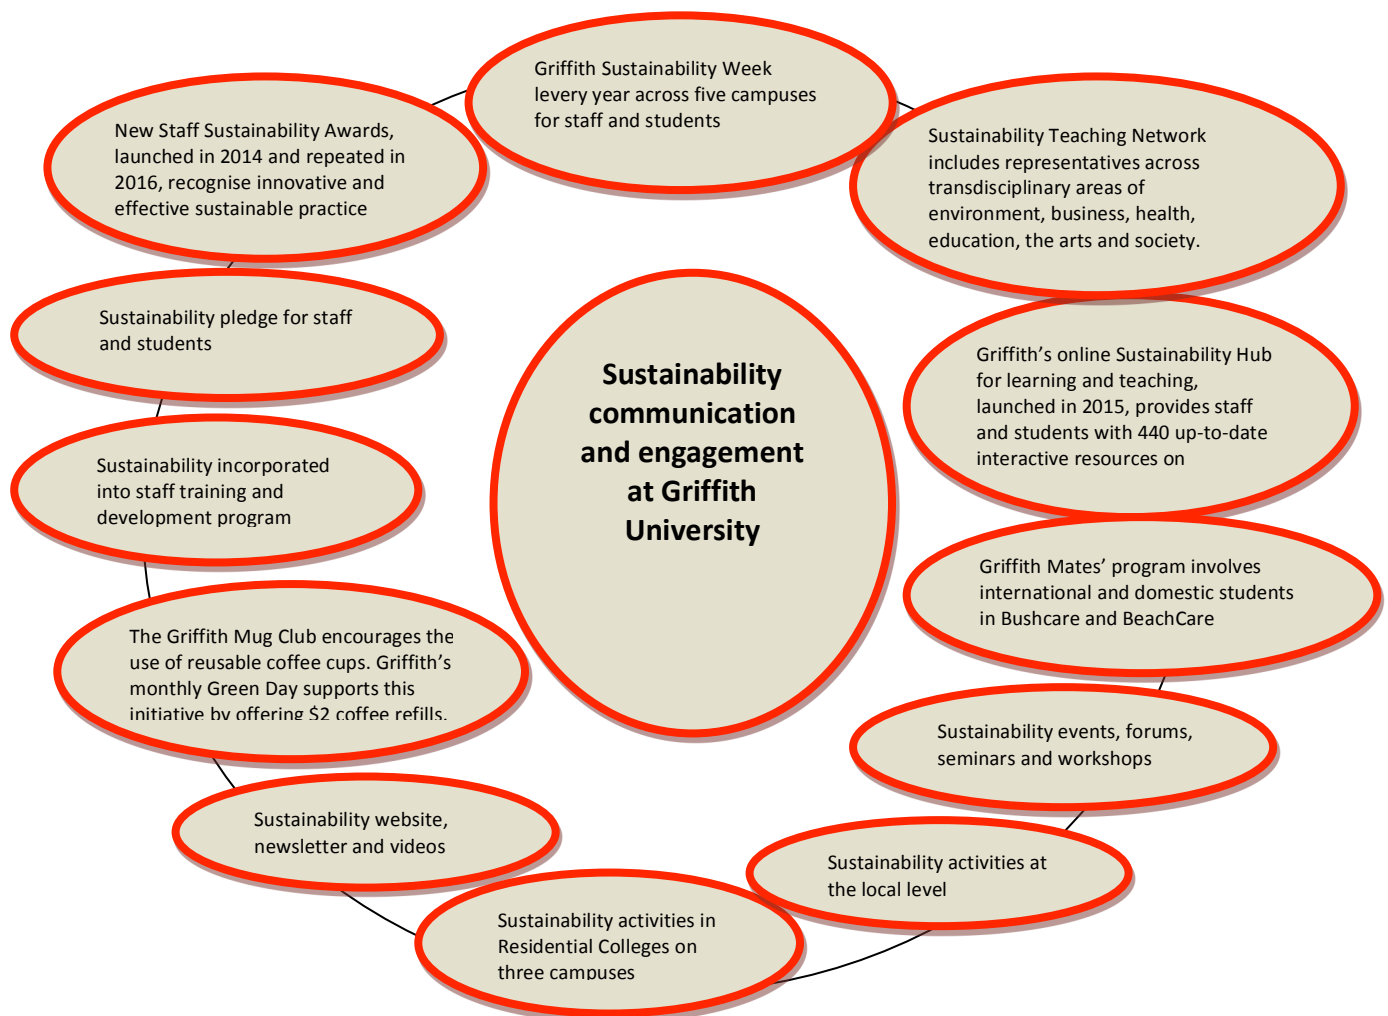 Griffith Sustainability Week
levery year across five campuses
for staff and students
New Staff Sustainability Awards,
launched in 2014 and repeated in
2016, recognise innovative and
effective sustainable practice
Sustainability Teaching Network
includes representatives across
transdisciplinary areas of
environment, business, health,
education, the arts and society.
Sustainability pledge for staff
and students
Griffith’s online Sustainability Hub
for learning and teaching,
launched in 2015, provides staff
and students with 440 up-to-date
interactive resources on
Sustainability
communication
and engagement
at Griffith
University
Sustainability incorporated
into staff training and
development program
Griffith Mates’ program involves
international and domestic students
in Bushcare and BeachCare
The Griffith Mug Club encourages the
use of reusable coffee cups. Griffith’s
monthly Green Day supports this
initiative by offering $2 coffee refills.
Sustainability events, forums,
seminars and workshops
Sustainability website,
newsletter and videos
Sustainability activities at
the local level
Sustainability activities in
Residential Colleges on
three campuses